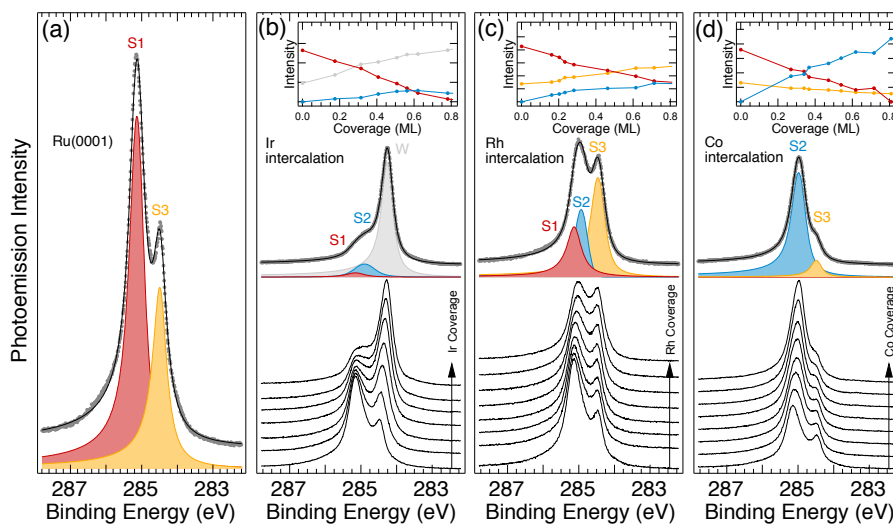 Photoemission Intensity
(a)
S1
Ru(0001)
S3
287 285 283
Binding Energy (eV)
(b)
Intensity
0.0 0.2 0.4 0.6 0.8
Coverage (ML)
Ir
intercalation
W
S2
S1
Ir Coverage
287 285 283
Binding Energy (eV)
(c)
Intensity
0.0 0.2 0.4 0.6 0.8
Coverage (ML)
Rh
intercalation
S3
S2
S1
Rh Coverage
287 285 283
Binding Energy (eV)
(d)
Intensity
0.0 0.2 0.4 0.6 0.8
Coverage (ML)
Co
intercalation
S2
S3
Co Coverage
287 285 283
Binding Energy (eV)